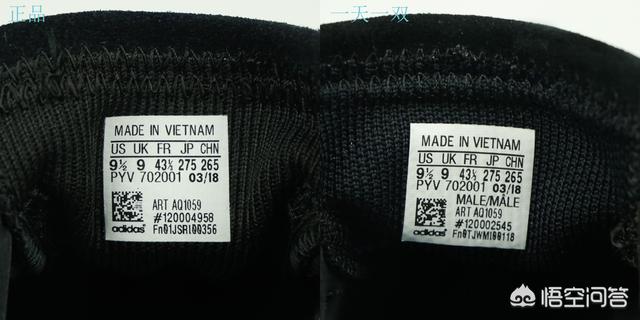 正品
一天一双
MADE IN VIETNAM
US UK FR JP CHN
9½ 9 43⅓ 275 265
PYV 702001 03/18
ART AQ1059
#120004958
adidas Fn01JSRI00356
MADE IN VIETNAM
US UK FR JP CHN
9½ 9 43⅓ 275 265
PYV 702001 03/18
MALE/MÂLE
ART AQ1059
#120002545
adidas Fn0TJWMI00118
悟空问答